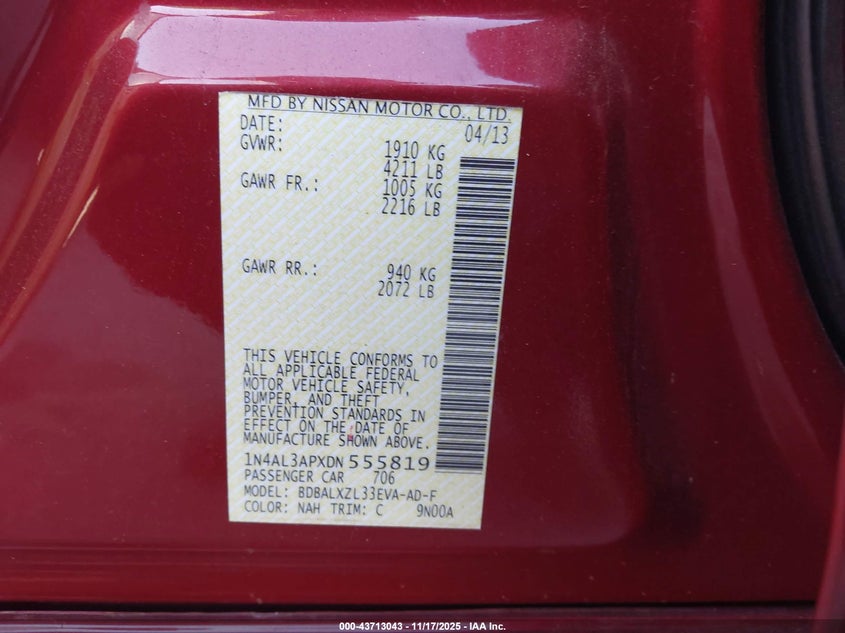 MFD BY NISSAN MOTOR CO., LTD.
DATE: 04/13
GVWR: 1910 KG
4211 LB
GAWR FR.: 1005 KG
2216 LB
GAWR RR.: 940 KG
2072 LB
THIS VEHICLE CONFORMS TO
ALL APPLICABLE FEDERAL
MOTOR VEHICLE SAFETY,
BUMPER, AND THEFT
PREVENTION STANDARDS IN
EFFECT ON THE DATE OF
MANUFACTURE SHOWN ABOVE.
1N4AL3APXDN 555819
PASSENGER CAR 706
MODEL: BDBALXZL33EVA-AD-F
COLOR: NAH TRIM: C 9N00A
000-43713043 - 11/17/2025 - IAA Inc.